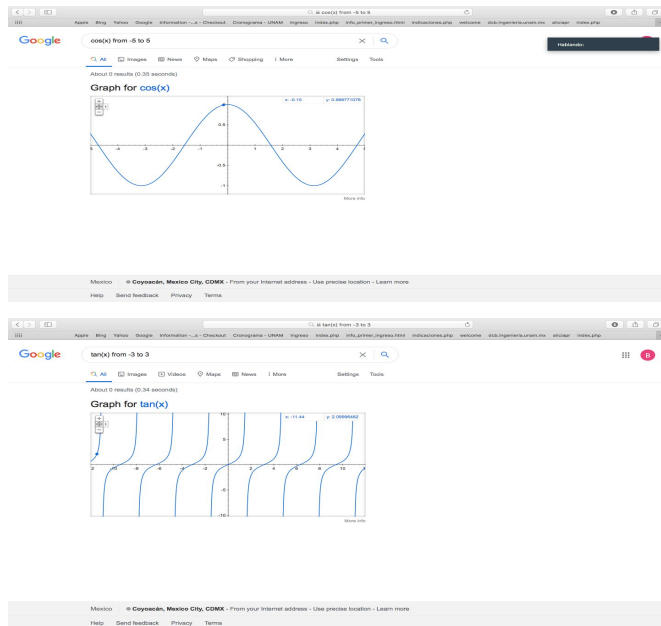 cos(x) from -5 to 5
Apple Bing Yahoo Google Information -...s - Checkout Cronograma - UNAM Ingreso index.php info_primer_ingreso.html indicaciones.php welcome dcb.ingenieria.unam.mx aliciapr index.php
Google
cos(x) from -5 to 5
Hablando:
All Images News Maps Shopping More Settings Tools
About 0 results (0.35 seconds)
Graph for cos(x)
x: -0.15
0.5
-4 -3 -2 -1 1 2 3 4
-0.5
-1
More info
Mexico Coyoacán, Mexico City, CDMX - From your Internet address - Use precise location - Learn more
Help Send feedback Privacy Terms
tan(x) from -3 to 3
Apple Bing Yahoo Google Information -...s - Checkout Cronograma - UNAM Ingreso index.php info_primer_ingreso.html indicaciones.php welcome dcb.ingenieria.unam.mx aliciapr index.php
Google
tan(x) from -3 to 3
B
All Images Videos Maps News More Settings Tools
About 0 results (0.34 seconds)
Graph for tan(x)
10
x: -11.44 y: 2.09996462
5
2 -10 -8 -6 -4 -2 2 4 6 8 10
-5
-10
More info
Mexico Coyoacán, Mexico City, CDMX - From your Internet address - Use precise location - Learn more
Help Send feedback Privacy Terms